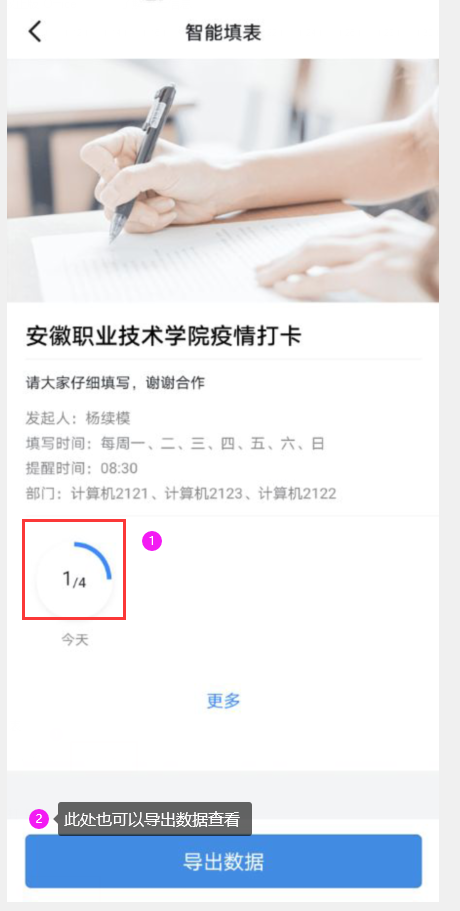 智能填表
安徽职业技术学院疫情打卡
请大家仔细填写，谢谢合作
发起人：杨续模
填写时间：每周一、二、三、四、五、六、日
提醒时间：08:30
部门：计算机2121、计算机2123、计算机2122
1
1/4
今天
更多
2
此处也可以导出数据查看
导出数据